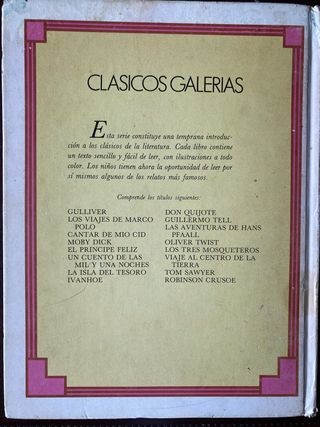 CLASICOS GALERIAS
Esta serie constituye una temprana introduc-
ción a los clásicos de la literatura. Cada libro contiene
un texto sencillo y fácil de leer, con ilustraciones a todo
color. Los niños tienen ahora la oportunidad de leer por
sí mismos algunos de los relatos más famosos.
Comprende los títulos siguientes:
GULLIVER
LOS VIAJES DE MARCO
POLO
CANTAR DE MIO CID
MOBY DICK
EL PRINCIPE FELIZ
UN CUENTO DE LAS
MIL Y UNA NOCHES
LA ISLA DEL TESORO
IVANHOE
DON QUIJOTE
GUILLERMO TELL
LAS AVENTURAS DE HANS
PFAALL
OLIVER TWIST
LOS TRES MOSQUETEROS
VIAJE AL CENTRO DE LA
TIERRA
TOM SAWYER
ROBINSON CRUSOE